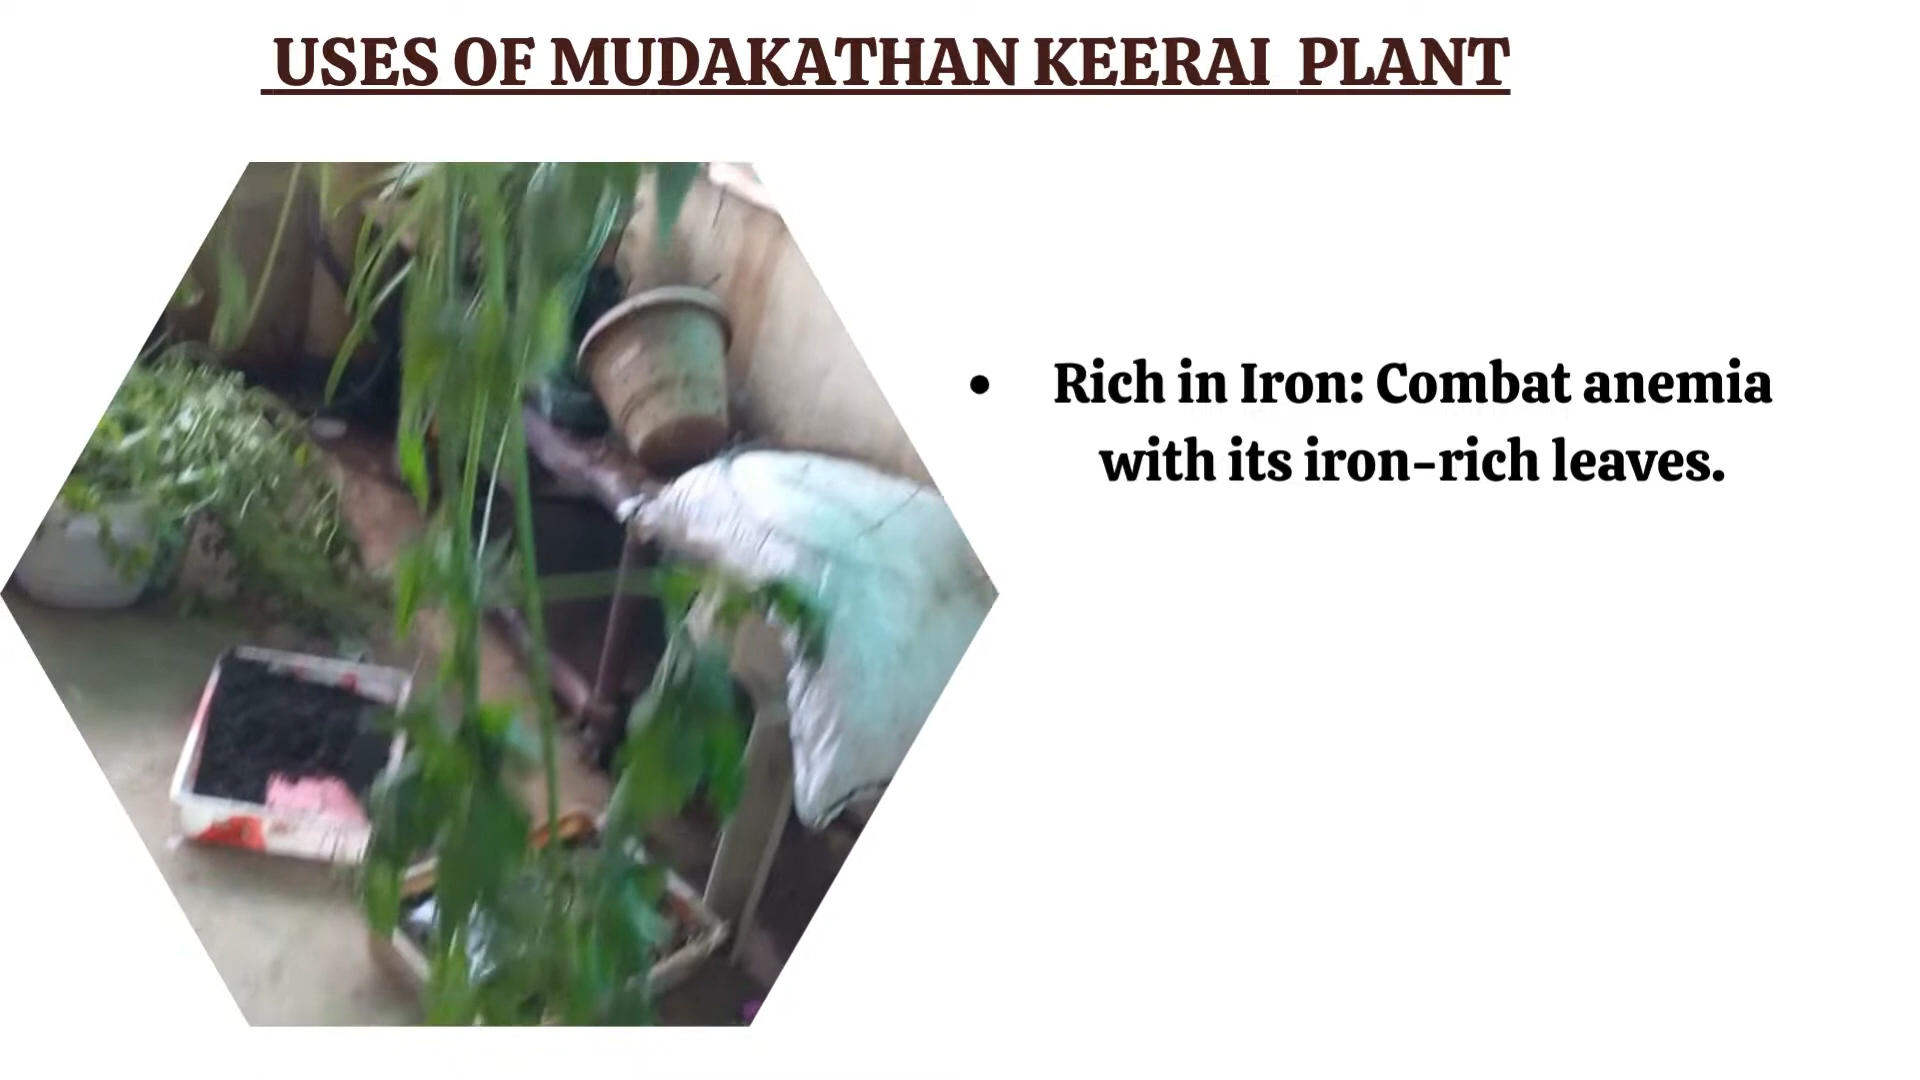 USES OF MUDAKATHAN KEERAI PLANT
• Rich in Iron: Combat anemia
with its iron-rich leaves.